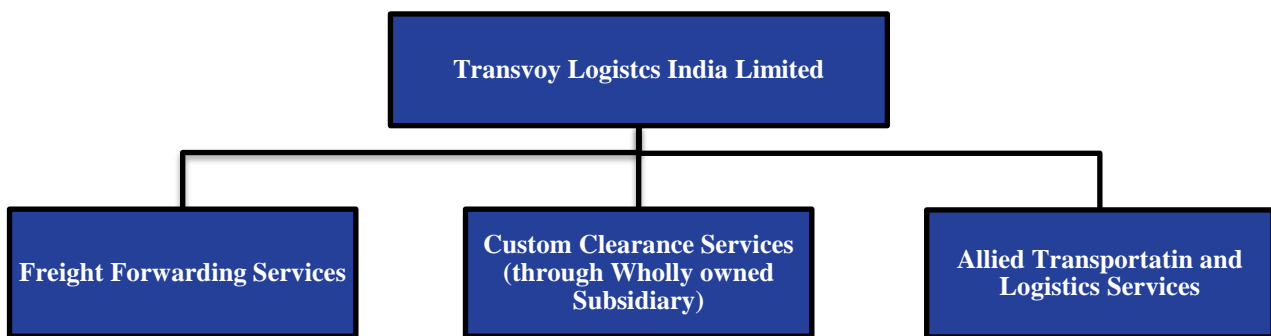 Transvoy Logistcs India Limited
Freight Forwarding Services
Custom Clearance Services
(through Wholly owned
Subsidiary)
Allied Transportatin and
Logistics Services